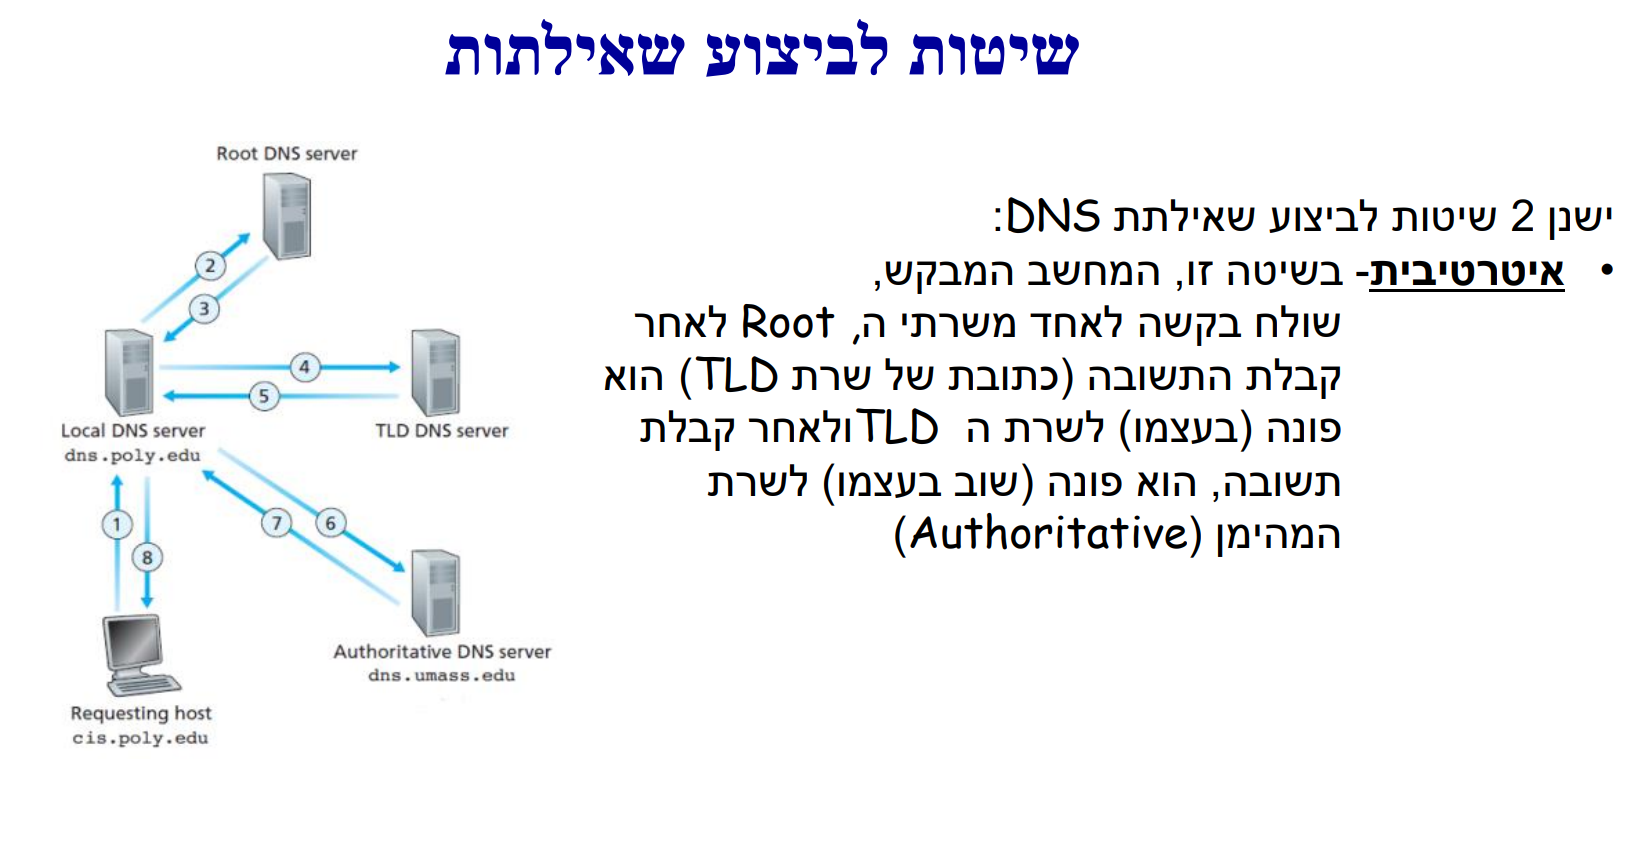 שיטות לביצוע שאילתות
ישנן 2 שיטות לביצוע שאילתת DNS:
• איטרטיבית- בשיטה זו, המחשב המבקש,
שולח בקשה לאחד משרתי ה, Root לאחר
קבלת התשובה (כתובת של שרת TLD) הוא
פונה (בעצמו) לשרת ה TLDולאחר קבלת
תשובה, הוא פונה (שוב בעצמו) לשרת
המהימן (Authoritative)
Root DNS server
2
3
4
5
Local DNS server
dns.poly.edu
TLD DNS server
1
7
6
8
Authoritative DNS server
dns.umass.edu
Requesting host
cis.poly.edu